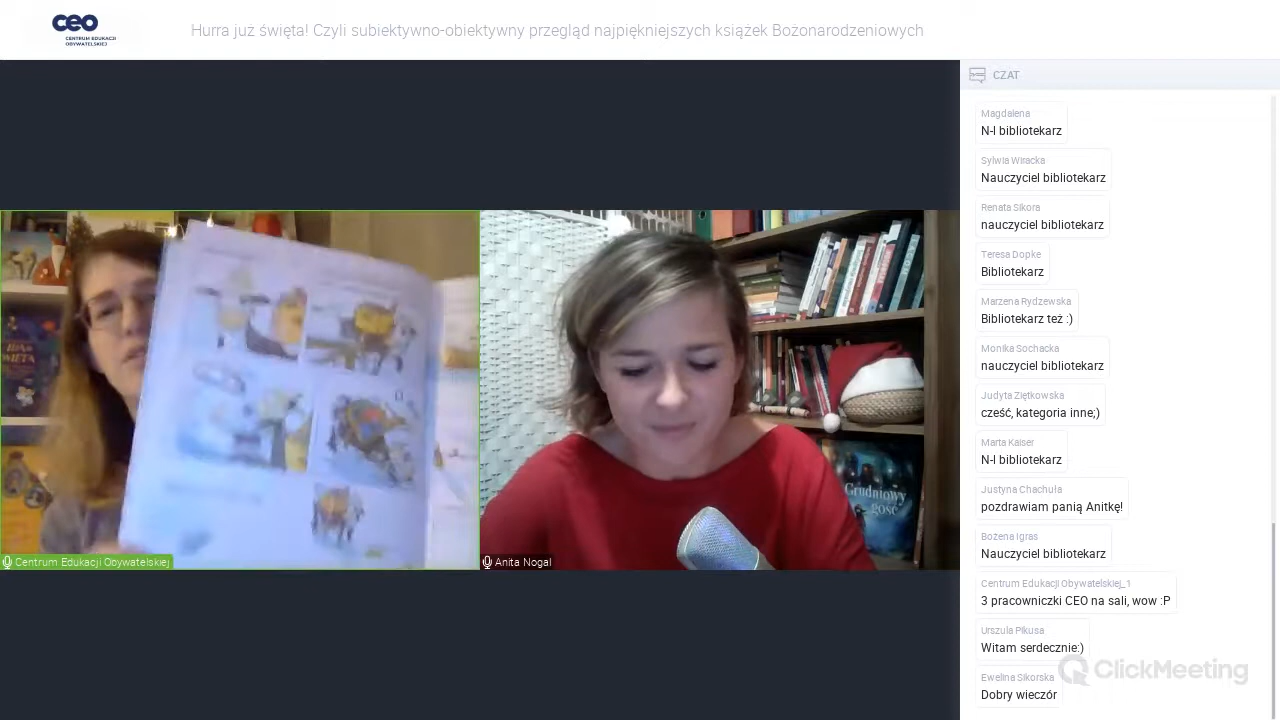 ceo
CENTRUM EDUKACJI
OBYWATELSKIEJ
Hurra już święta! Czyli subiektywno-obiektywny przegląd najpiękniejszych książek Bożonarodzeniowych
CZAT
Magdalena
N-l bibliotekarz
Sylwia Wiracka
Nauczyciel bibliotekarz
Renata Sikora
nauczyciel bibliotekarz
Teresa Dopke
Bibliotekarz
Marzena Rydzewska
Bibliotekarz też :)
Monika Sochacka
nauczyciel bibliotekarz
Judyta Ziętkowska
cześć, kategoria inne;)
Marta Kaiser
N-l bibliotekarz
Justyna Chachuła
pozdrawiam panią Anitkę!
Bożena Igras
Nauczyciel bibliotekarz
Centrum Edukacji Obywatelskiej_1
3 pracowniczki CEO na sali, wow :P
Urszula Pikusa
Witam serdecznie:)
Ewelina Sikorska
Dobry wieczór
ClickMeeting
ŚWIĘTA
Grudniowy
gość
Centrum Edukacji Obywatelskiej
Anita Nogal